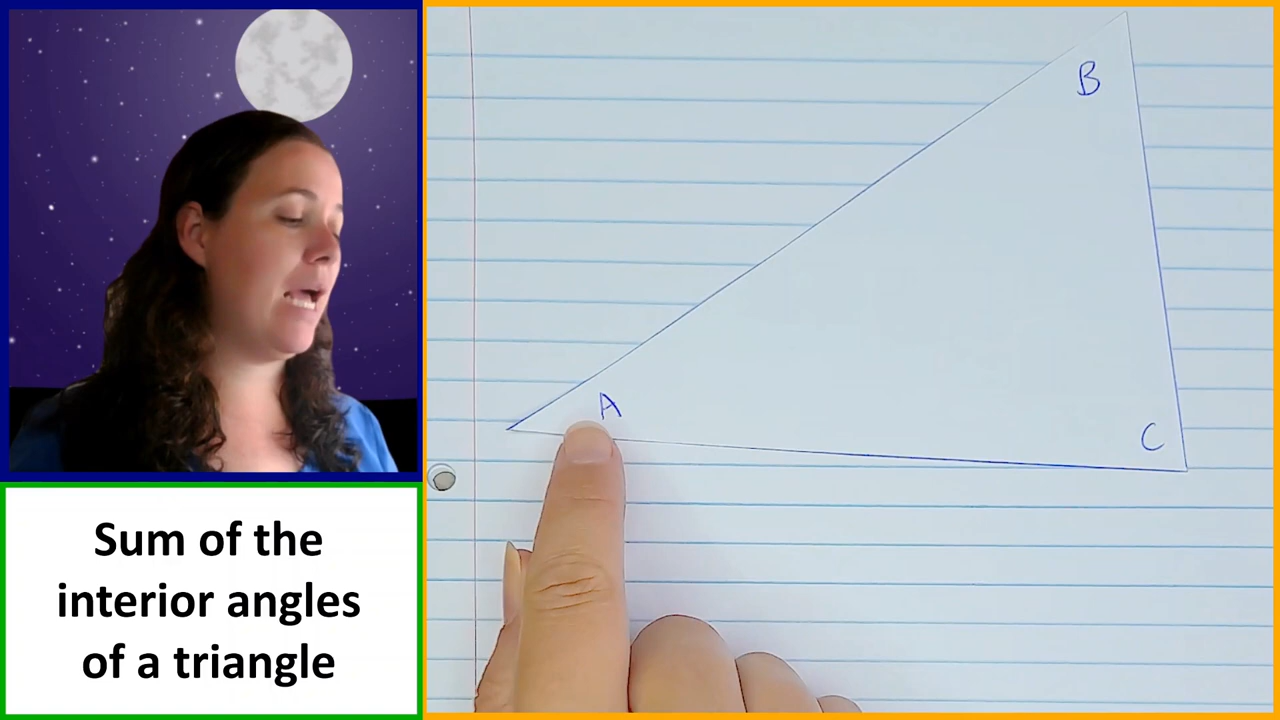 Sum of the
interior angles
of a triangle
B
A
C